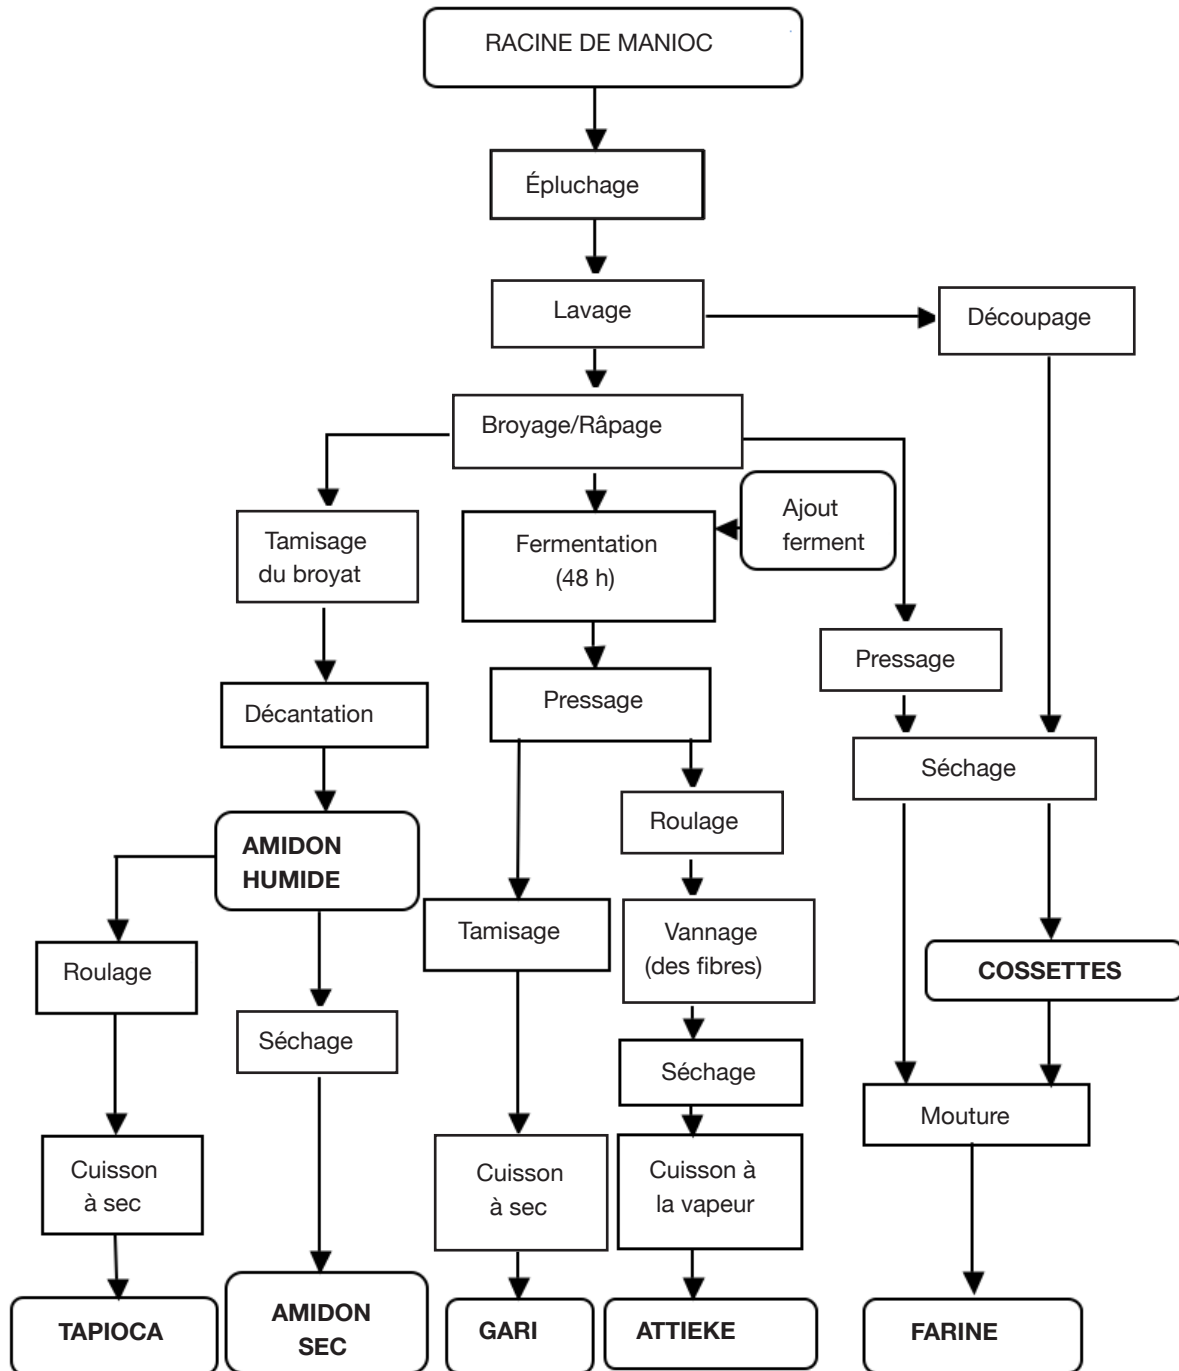 RACINE DE MANIOC
Épluchage
Lavage
Découpage
Broyage/Râpage
Ajout
ferment
Tamisage
du broyat
Fermentation
(48 h)
Pressage
Décantation
Pressage
Séchage
Roulage
AMIDON
HUMIDE
Tamisage
Vannage
(des fibres)
COSSETTES
Roulage
Séchage
Séchage
Mouture
Cuisson
à sec
Cuisson
à sec
Cuisson à
la vapeur
TAPIOCA
AMIDON
SEC
GARI
ATTIEKE
FARINE